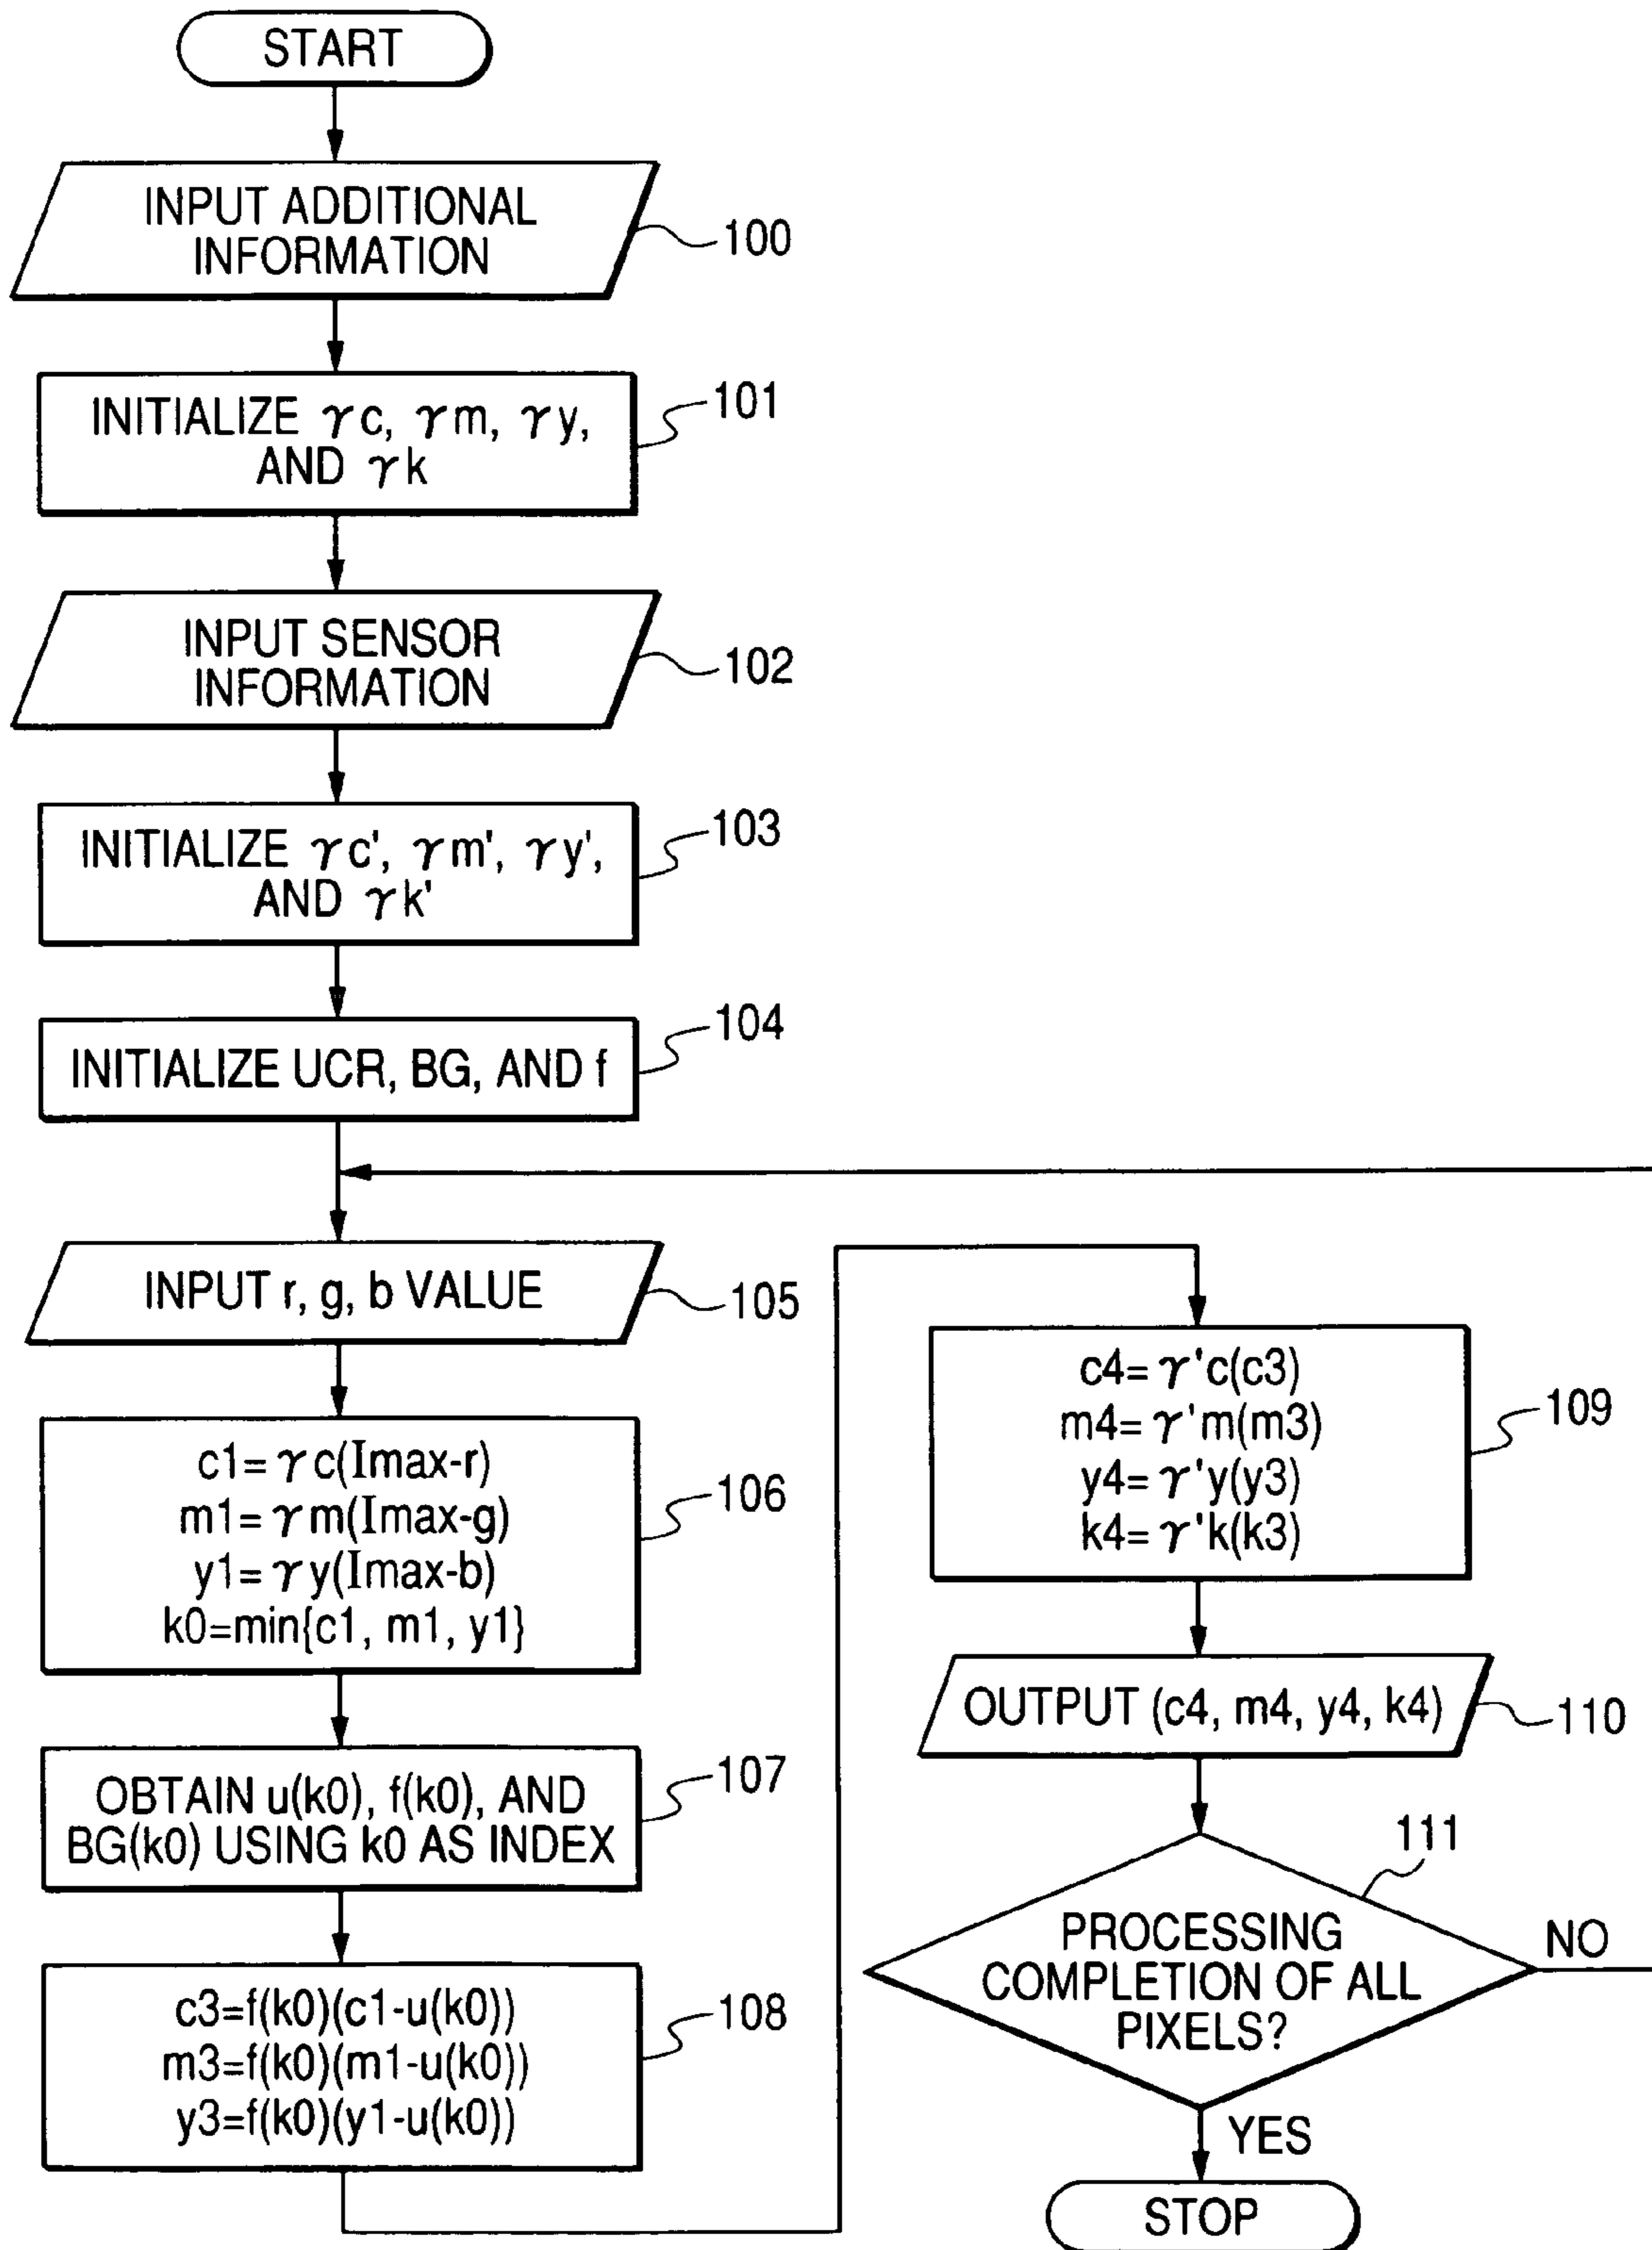 START
INPUT ADDITIONAL
INFORMATION
100
INITIALIZE γc, γm, γy,
AND γk
101
INPUT SENSOR
INFORMATION
102
INITIALIZE γc', γm', γy',
AND γk'
103
INITIALIZE UCR, BG, AND f
104
INPUT r, g, b VALUE
105
c1=γc(Imax-r)
m1=γm(Imax-g)
y1=γy(Imax-b)
k0=min{c1, m1, y1}
106
OBTAIN u(k0), f(k0), AND
BG(k0) USING k0 AS INDEX
107
c3=f(k0)(c1-u(k0))
m3=f(k0)(m1-u(k0))
y3=f(k0)(y1-u(k0))
108
c4=γ'c(c3)
m4=γ'm(m3)
y4=γ'y(y3)
k4=γ'k(k3)
109
OUTPUT (c4, m4, y4, k4)
110
111
PROCESSING
COMPLETION OF ALL
PIXELS?
NO
YES
STOP